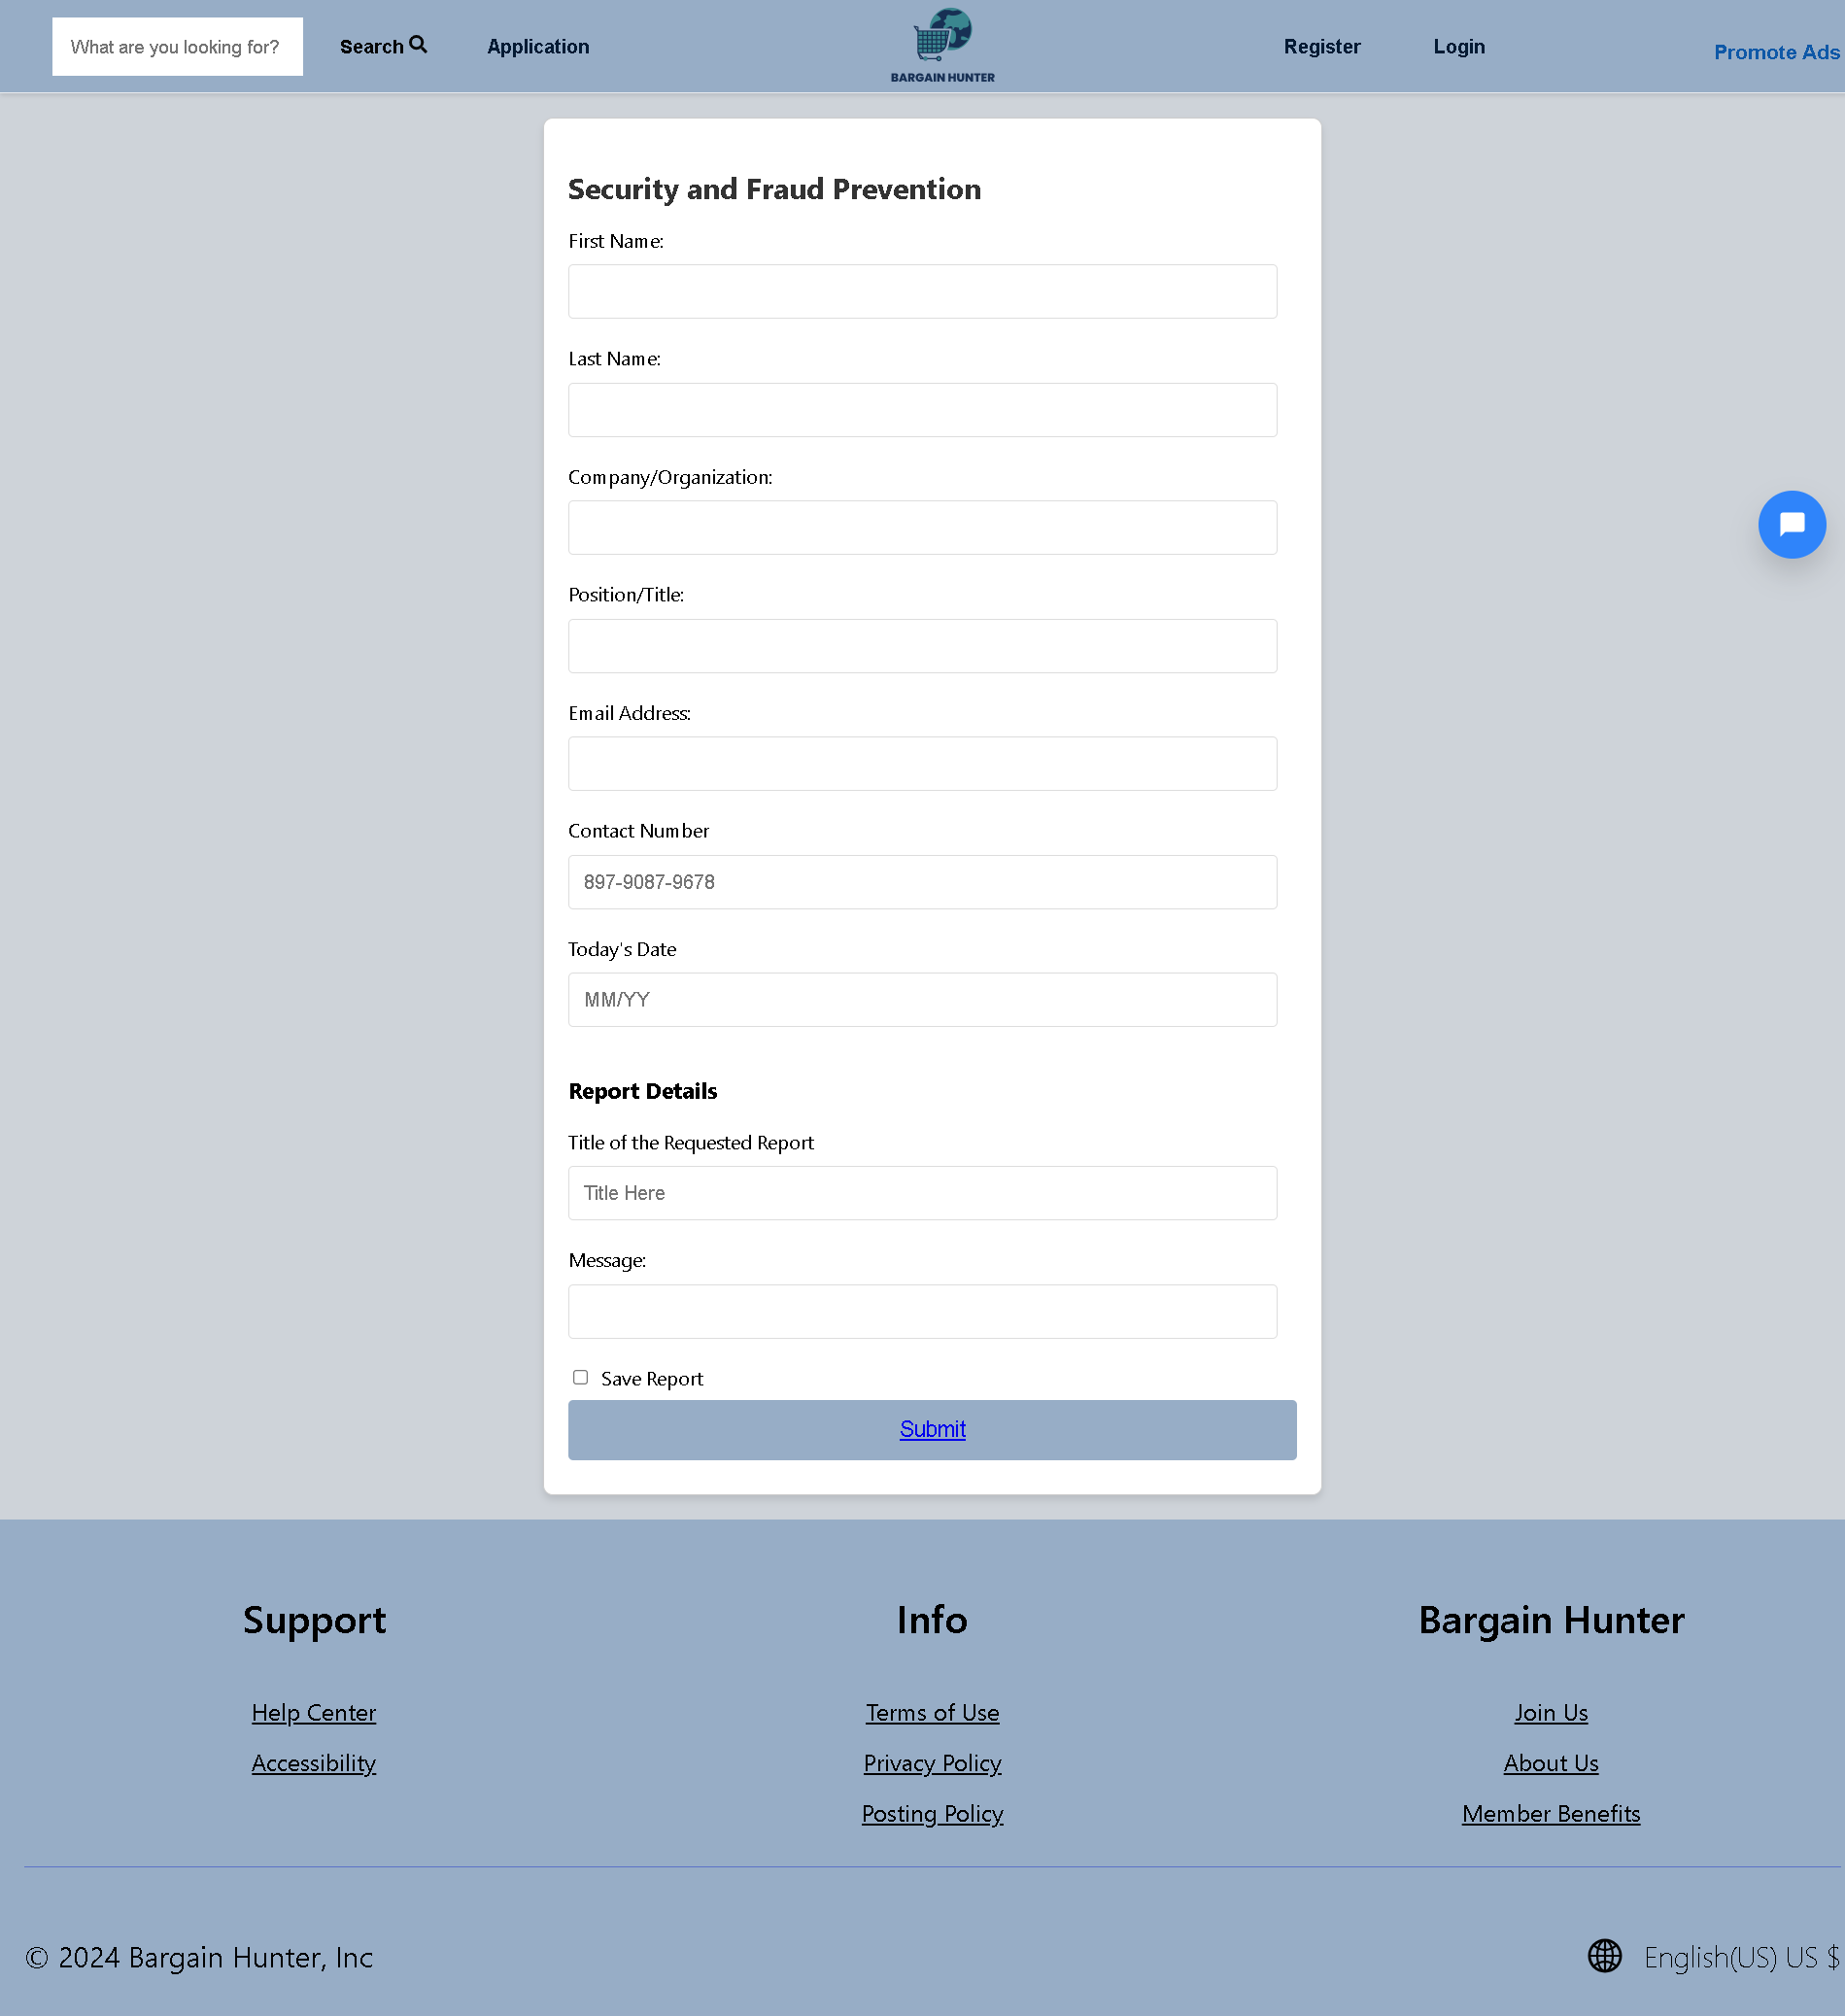 What are you looking for?
Search
Application
BARGAIN HUNTER
Register
Login
Promote Ads
Security and Fraud Prevention
First Name:
Last Name:
Company/Organization:
Position/Title:
Email Address:
Contact Number
897-9087-9678
Today's Date
MM/YY
Report Details
Title of the Requested Report
Title Here
Message:
Save Report
Submit
Support
Help Center
Accessibility
Info
Terms of Use
Privacy Policy
Posting Policy
Bargain Hunter
Join Us
About Us
Member Benefits
© 2024 Bargain Hunter, Inc
English(US) US $